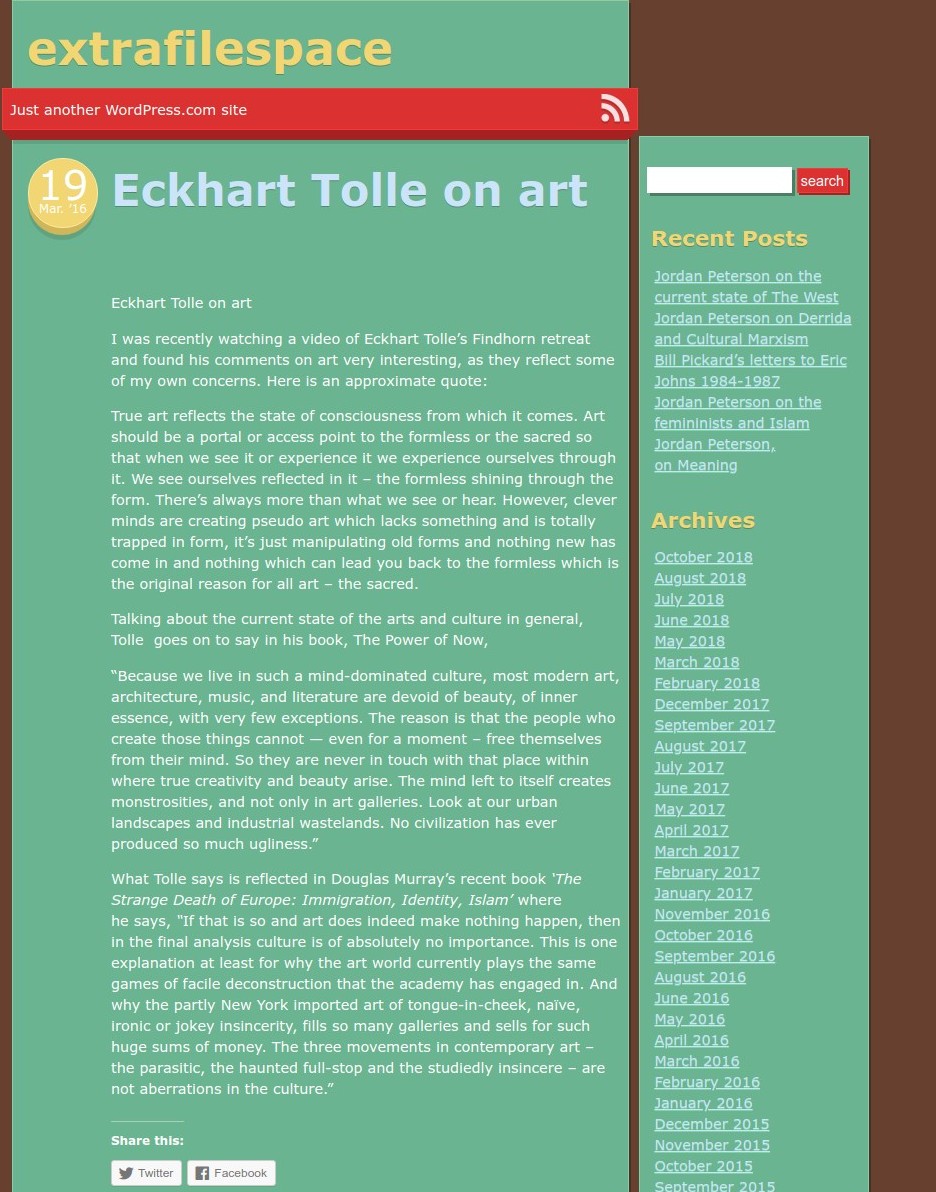 extrafilespace
Just another WordPress.com site
19
Mar. ’16
Eckhart Tolle on art
Eckhart Tolle on art
I was recently watching a video of Eckhart Tolle’s Findhorn retreat
and found his comments on art very interesting, as they reflect some
of my own concerns. Here is an approximate quote:
True art reflects the state of consciousness from which it comes. Art
should be a portal or access point to the formless or the sacred so
that when we see it or experience it we experience ourselves through
it. We see ourselves reflected in it – the formless shining through the
form. There’s always more than what we see or hear. However, clever
minds are creating pseudo art which lacks something and is totally
trapped in form, it’s just manipulating old forms and nothing new has
come in and nothing which can lead you back to the formless which is
the original reason for all art – the sacred.
Talking about the current state of the arts and culture in general,
Tolle  goes on to say in his book, The Power of Now,
“Because we live in such a mind-dominated culture, most modern art,
architecture, music, and literature are devoid of beauty, of inner
essence, with very few exceptions. The reason is that the people who
create those things cannot — even for a moment – free themselves
from their mind. So they are never in touch with that place within
where true creativity and beauty arise. The mind left to itself creates
monstrosities, and not only in art galleries. Look at our urban
landscapes and industrial wastelands. No civilization has ever
produced so much ugliness.”
What Tolle says is reflected in Douglas Murray’s recent book ‘The
Strange Death of Europe: Immigration, Identity, Islam’ where
he says, "If that is so and art does indeed make nothing happen, then
in the final analysis culture is of absolutely no importance. This is one
explanation at least for why the art world currently plays the same
games of facile deconstruction that the academy has engaged in. And
why the partly New York imported art of tongue-in-cheek, naïve,
ironic or jokey insincerity, fills so many galleries and sells for such
huge sums of money. The three movements in contemporary art –
the parasitic, the haunted full-stop and the studiedly insincere – are
not aberrations in the culture.”
Share this:
Twitter
Facebook
search
Recent Posts
Jordan Peterson on the
current state of The West
Jordan Peterson on Derrida
and Cultural Marxism
Bill Pickard’s letters to Eric
Johns 1984-1987
Jordan Peterson on the
femininists and Islam
Jordan Peterson,
on Meaning
Archives
October 2018
August 2018
July 2018
June 2018
May 2018
March 2018
February 2018
December 2017
September 2017
August 2017
July 2017
June 2017
May 2017
April 2017
March 2017
February 2017
January 2017
November 2016
October 2016
September 2016
August 2016
June 2016
May 2016
April 2016
March 2016
February 2016
January 2016
December 2015
November 2015
October 2015
September 2015